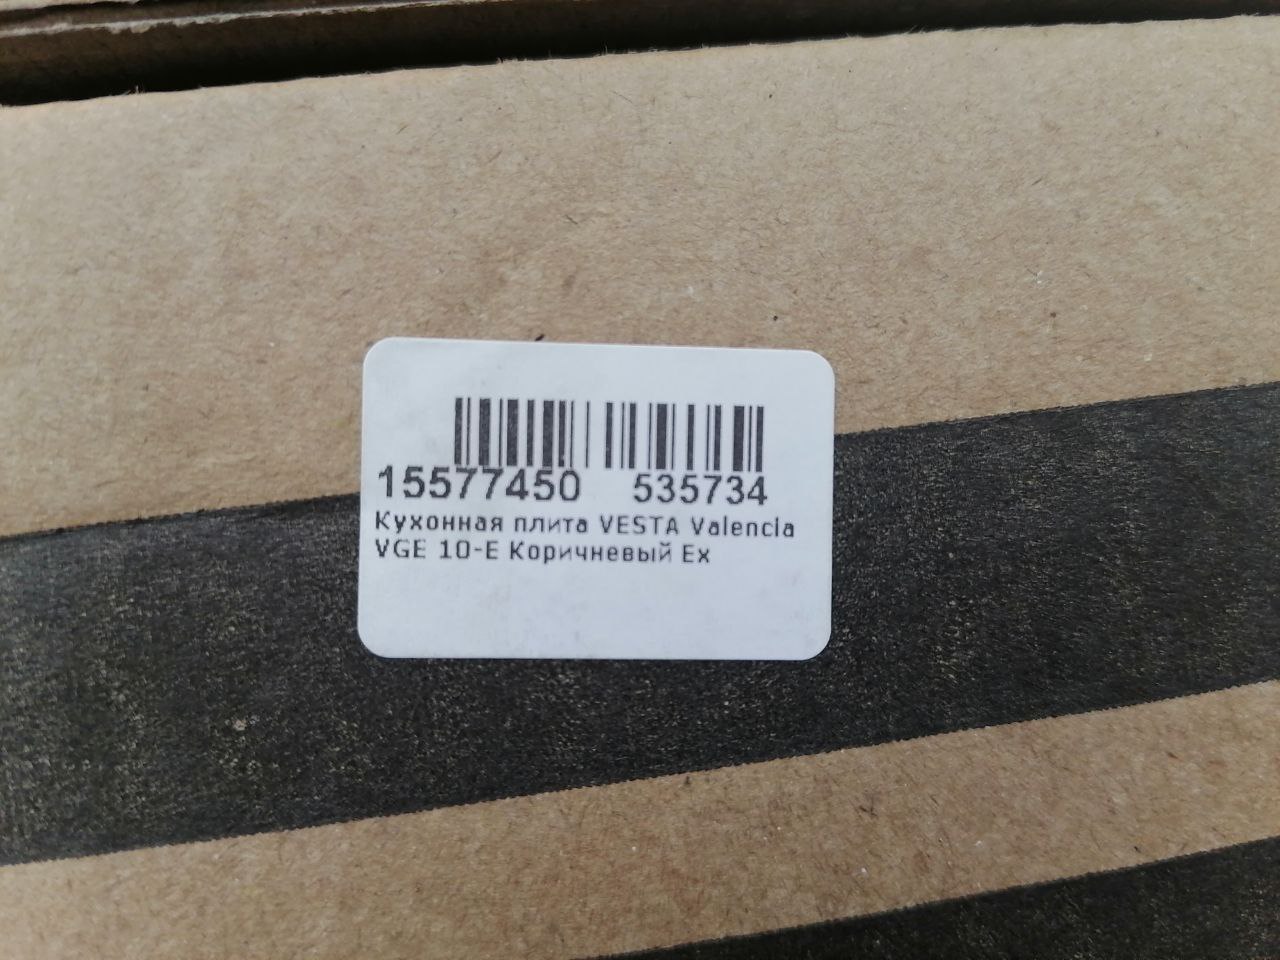 15577450 535734
Кухонная плита VESTA Valencia
VGE 10-E Коричневый Ex